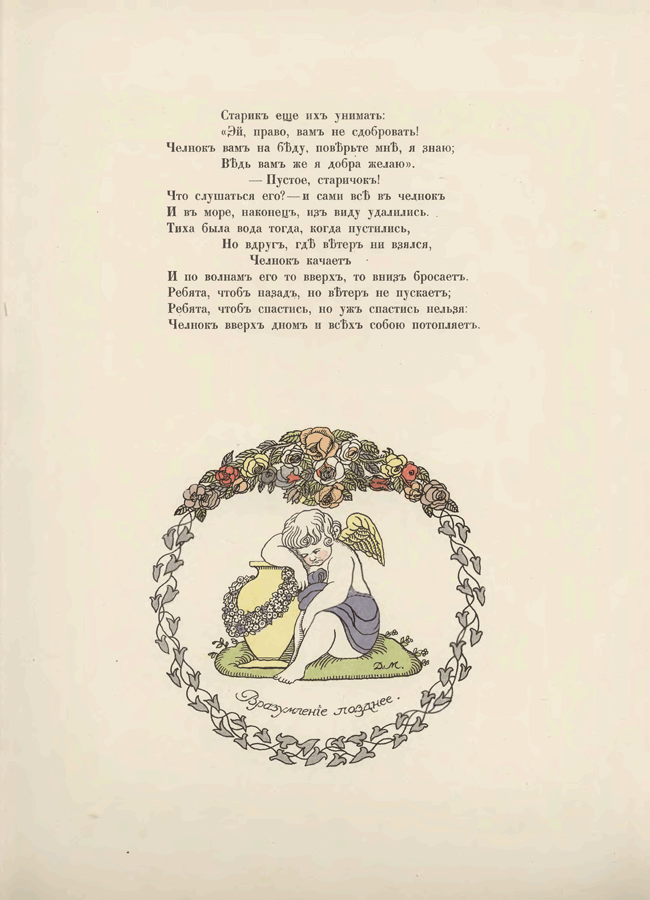 Старикъ еще ихъ унимать:
«Эй, право, вамъ не сдобровать!
Челнокъ вамъ на бѣду, повѣрьте мнѣ, я знаю;
Вѣдь вамъ же я добра желаю».
— Пустое, старичокъ!
Что слушаться его? — и сами всѣ въ челнокъ
И въ море, наконецъ, изъ виду удалились.
Тиха была вода тогда, когда пустились,
Но вдругъ, гдѣ вѣтеръ ни взялся,
Челнокъ качаетъ
И по волнамъ его то вверхъ, то внизъ бросаетъ.
Ребята, чтобъ назадъ, но вѣтеръ не пускаетъ;
Ребята, чтобъ спастись, но ужъ спастись нельзя:
Челнокъ вверхъ дномъ и всѣхъ собою потопляетъ.
Д.М.
Вразумленіе позднее.